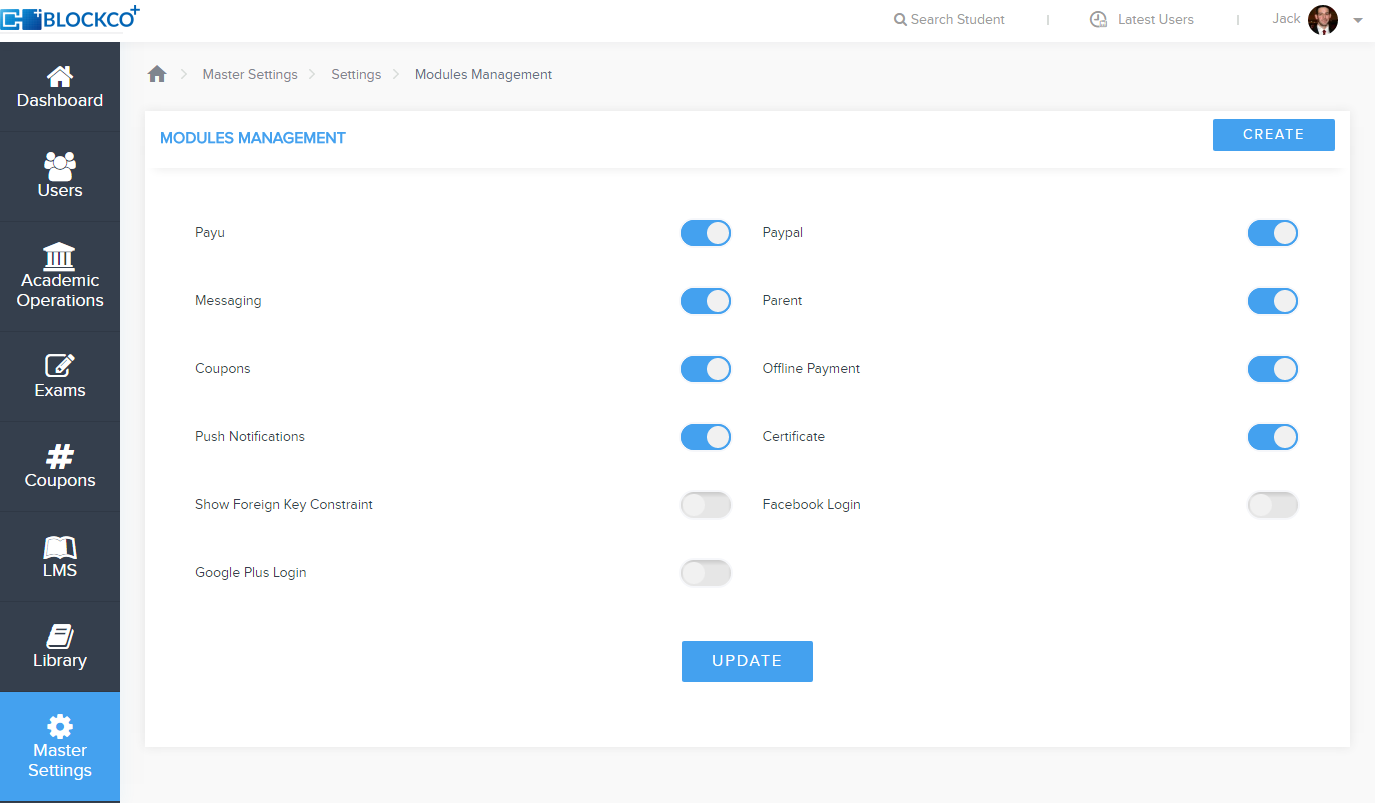 BLOCKCO+
Search Student
Latest Users
Jack
Dashboard
Users
Academic
Operations
Exams
Coupons
LMS
Library
Master
Settings
Master Settings
Settings
Modules Management
MODULES MANAGEMENT
CREATE
Payu
Paypal
Messaging
Parent
Coupons
Offline Payment
Push Notifications
Certificate
Show Foreign Key Constraint
Facebook Login
Google Plus Login
UPDATE